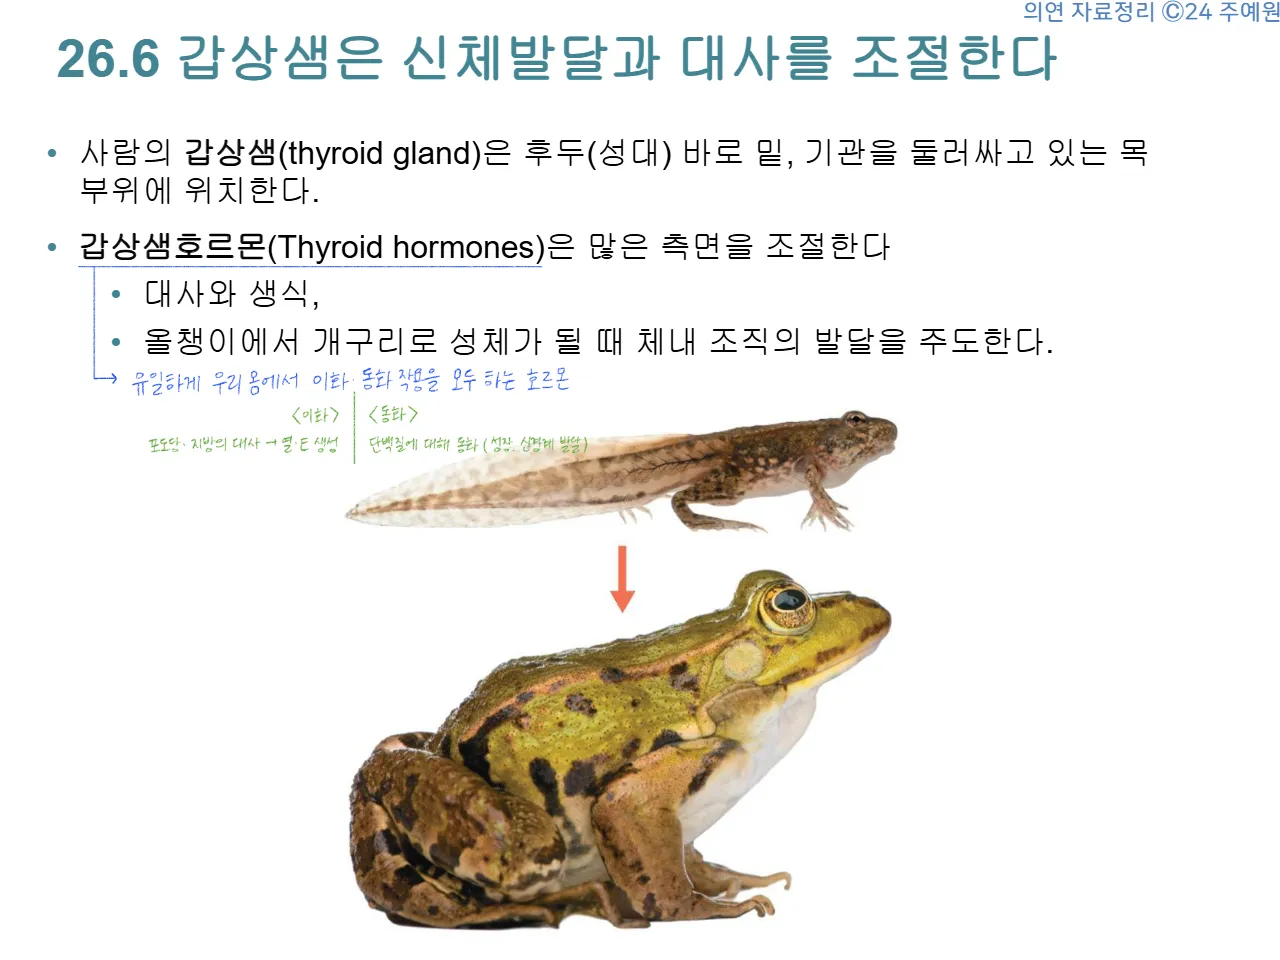 의연 자료정리 ©24 주예원
26.6 갑상샘은 신체발달과 대사를 조절한다
• 사람의 갑상샘(thyroid gland)은 후두(성대) 바로 밑, 기관을 둘러싸고 있는 목
부위에 위치한다.
• 갑상샘호르몬(Thyroid hormones)은 많은 측면을 조절한다
• 대사와 생식,
• 올챙이에서 개구리로 성체가 될 때 체내 조직의 발달을 주도한다.
유일하게 우리 몸에서 이화·동화 작용을 모두 하는 호르몬
<이화> <동화>
포도당·지방의 대사 → 열·E 생성 단백질에 대해 동화 (성장·신경계 발달)